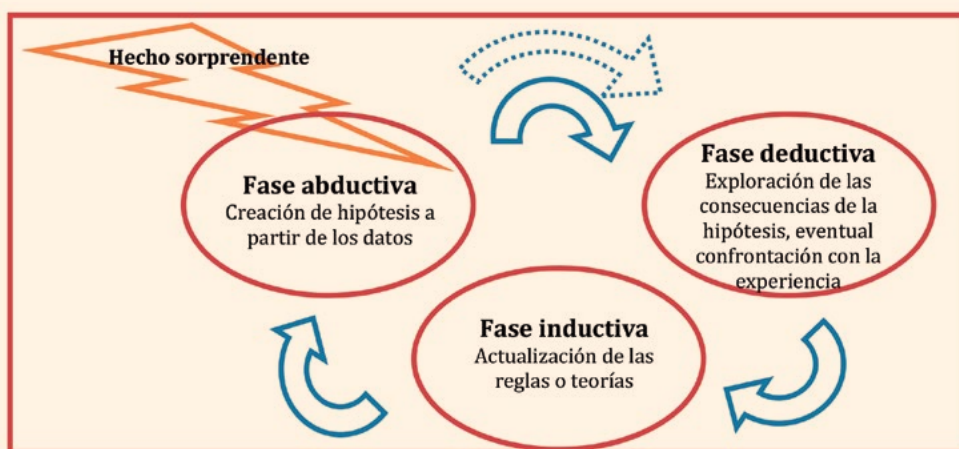 Hecho sorprendente
Fase abductiva
Creación de hipótesis a
partir de los datos
Fase deductiva
Exploración de las
consecuencias de la
hipótesis, eventual
confrontación con la
experiencia
Fase inductiva
Actualización de las
reglas o teorías